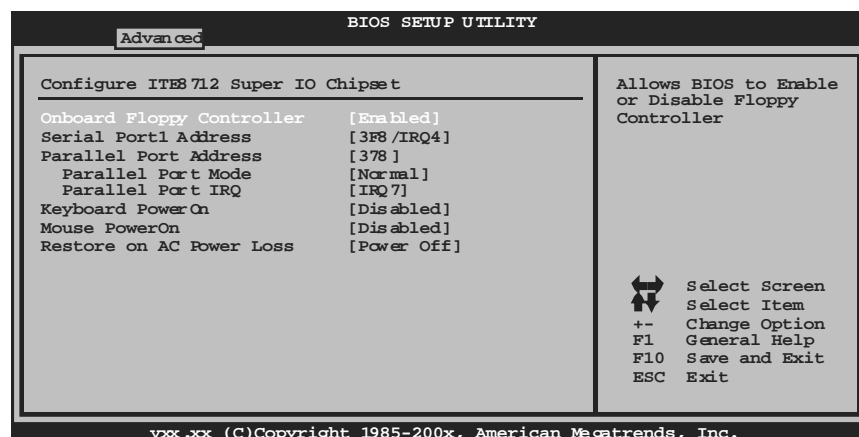 BIOS SETUP UTILITY
Advanced
Configure ITE8712 Super IO Chipset
Onboard Floppy Controller [Enabled]
Serial Port1 Address [3F8/IRQ4]
Parallel Port Address [378]
Parallel Port Mode [Normal]
Parallel Port IRQ [IRQ7]
Keyboard PowerOn [Disabled]
Mouse PowerOn [Disabled]
Restore on AC Power Loss [Power Off]
Allows BIOS to Enable
or Disable Floppy
Controller
Select Screen
Select Item
+- Change Option
F1 General Help
F10 Save and Exit
ESC Exit
vxx.xx (C)Copyright 1985-200x, American Megatrends, Inc.